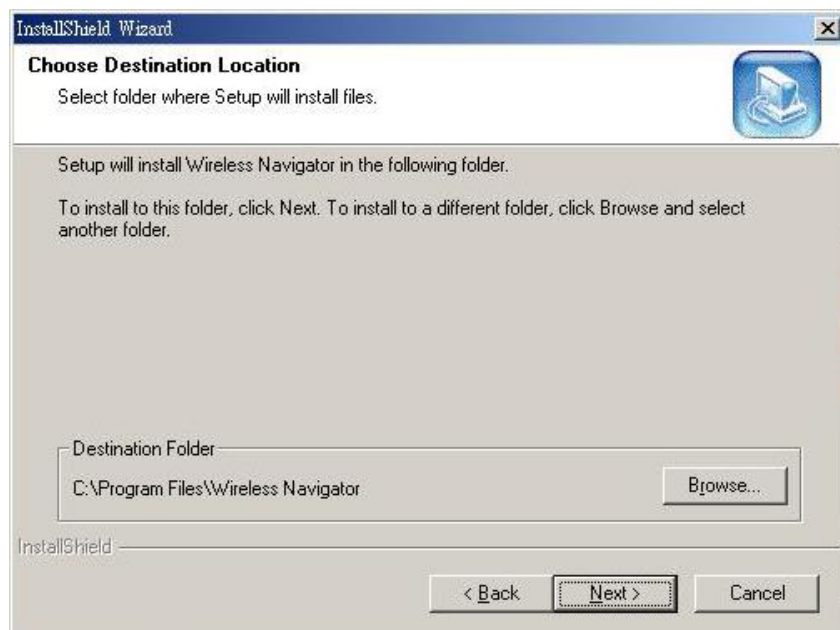 InstallShield Wizard
Choose Destination Location
Select folder where Setup will install files.
Setup will install Wireless Navigator in the following folder.
To install to this folder, click Next. To install to a different folder, click Browse and select
another folder.
Destination Folder
C:\Program Files\Wireless Navigator
Browse...
InstallShield
< Back
Next >
Cancel